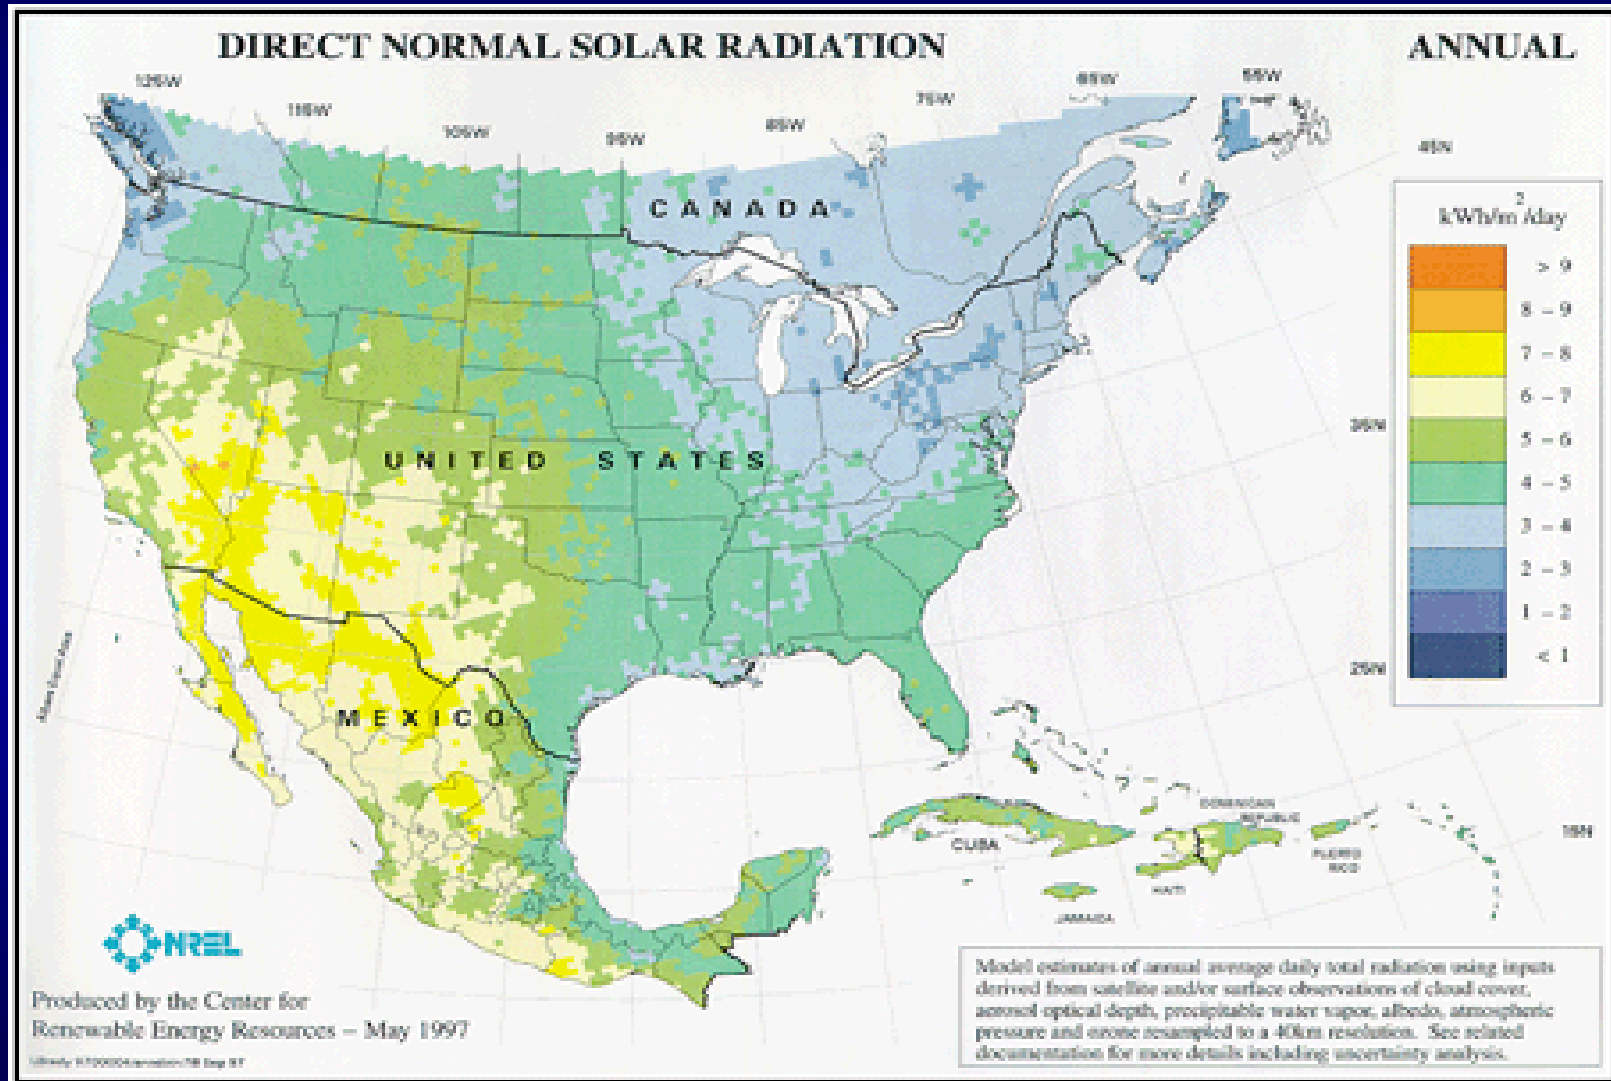 DIRECT NORMAL SOLAR RADIATION
ANNUAL
125W
115W
105W
95W
85W
75W
65W
55W
45N
CANADA
kWh/m²/day
> 9
8 - 9
7 - 8
6 - 7
5 - 6
4 - 5
3 - 4
2 - 3
1 - 2
< 1
35N
UNITED STATES
25N
MEXICO
DOMINICAN
REPUBLIC
15N
CUBA
PUERTO
RICO
HAITI
JAMAICA
NREL
Produced by the Center for
Renewable Energy Resources – May 1997
Model estimates of annual average daily total radiation using inputs
derived from satellite and/or surface observations of cloud cover,
aerosol optical depth, precipitable water vapor, albedo, atmospheric
pressure and ozone resampled to a 40km resolution. See related
documentation for more details including uncertainty analysis.